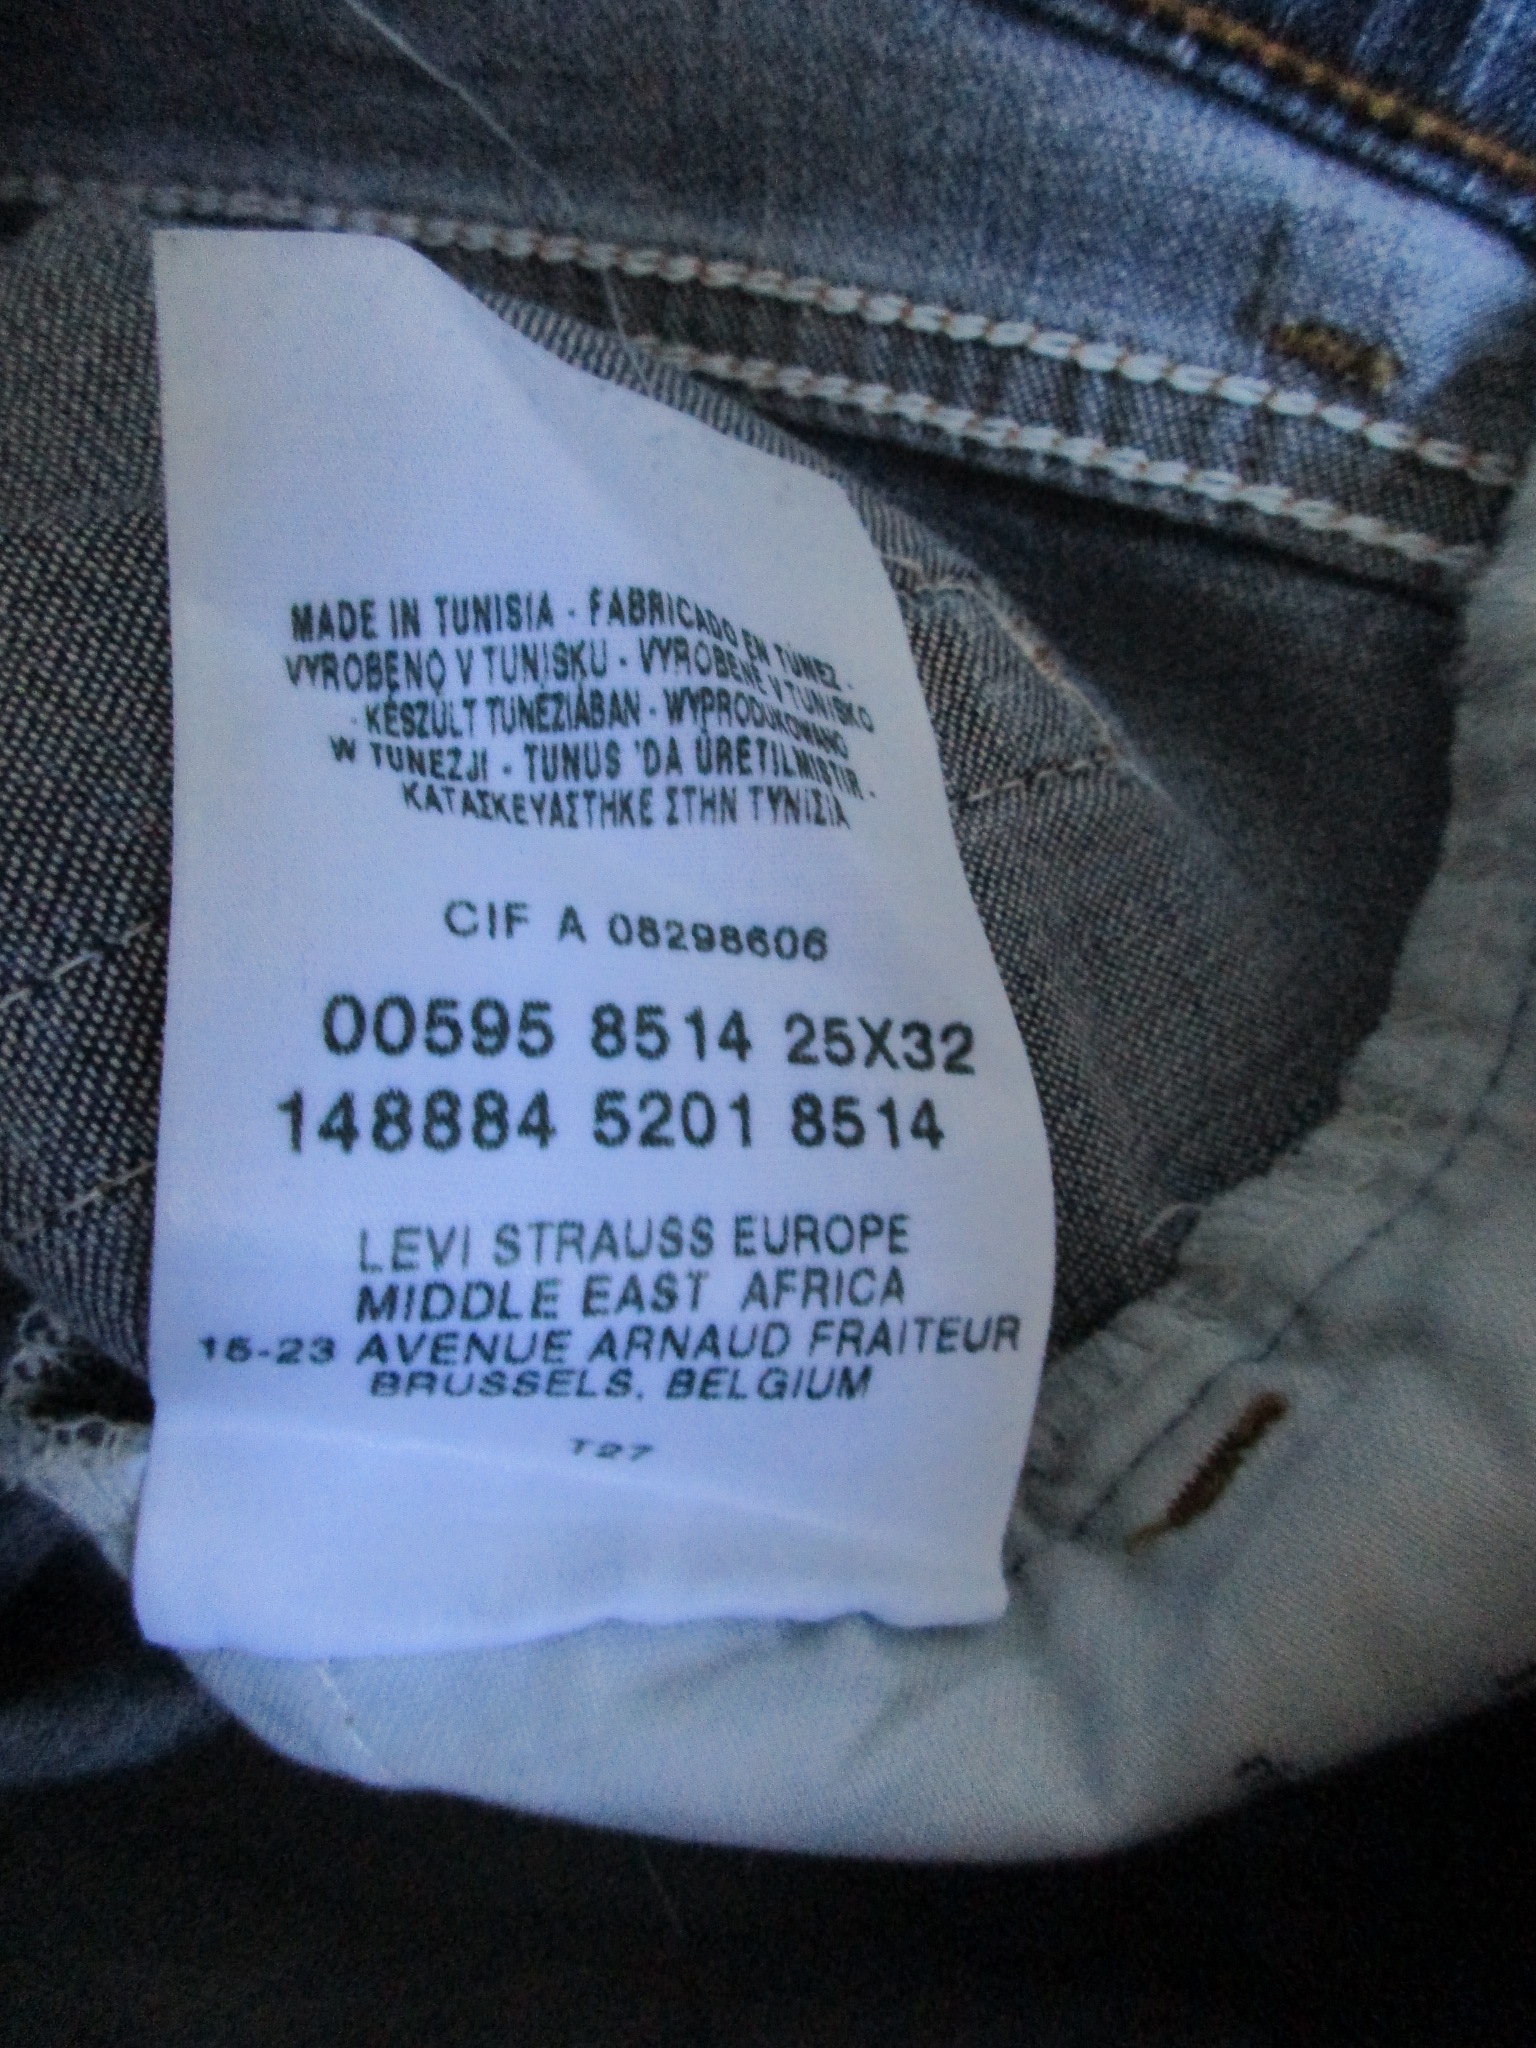 MADE IN TUNISIA - FABRICADO EN TÚNEZ -
VYROBENO V TUNISKU - VYROBENÉ V TUNISKO
- KÉSZÜLT TUNÉZIÁBAN - WYPRODUKOWANO
W TUNEZJI - TUNUS 'DA ÜRETILMISTIR -
ΚΑΤΑΣΚΕΥΑΣΤΗΚΕ ΣΤΗΝ ΤΥΝΙΣΙΑ
CIF A 08298606
00595 8514 25X32
148884 5201 8514
LEVI STRAUSS EUROPE
MIDDLE EAST AFRICA
15-23 AVENUE ARNAUD FRAITEUR
BRUSSELS, BELGIUM
T27